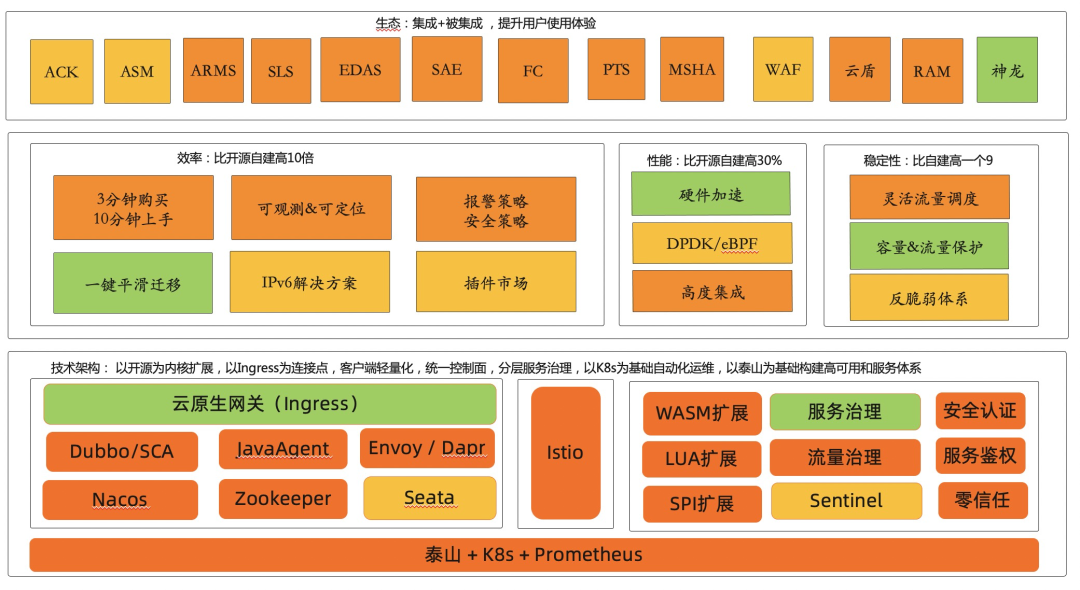 生态：集成+被集成 ，提升用户使用体验
ACK
ASM
ARMS
SLS
EDAS
SAE
FC
PTS
MSHA
WAF
云盾
RAM
神龙
效率：比开源自建高10倍
3分钟购买
10分钟上手
可观测&可定位
报警策略
安全策略
一键平滑迁移
IPv6解决方案
插件市场
性能：比开源自建高30%
硬件加速
DPDK/eBPF
高度集成
稳定性：比自建高一个9
灵活流量调度
容量&流量保护
反脆弱体系
技术架构： 以开源为内核扩展，以Ingress为连接点，客户端轻量化，统一控制面，分层服务治理，以K8s为基础自动化运维，以泰山为基础构建高可用和服务体系
云原生网关（Ingress）
Dubbo/SCA
JavaAgent
Envoy / Dapr
Nacos
Zookeeper
Seata
Istio
WASM扩展
服务治理
安全认证
LUA扩展
流量治理
服务鉴权
SPI扩展
Sentinel
零信任
泰山 + K8s + Prometheus